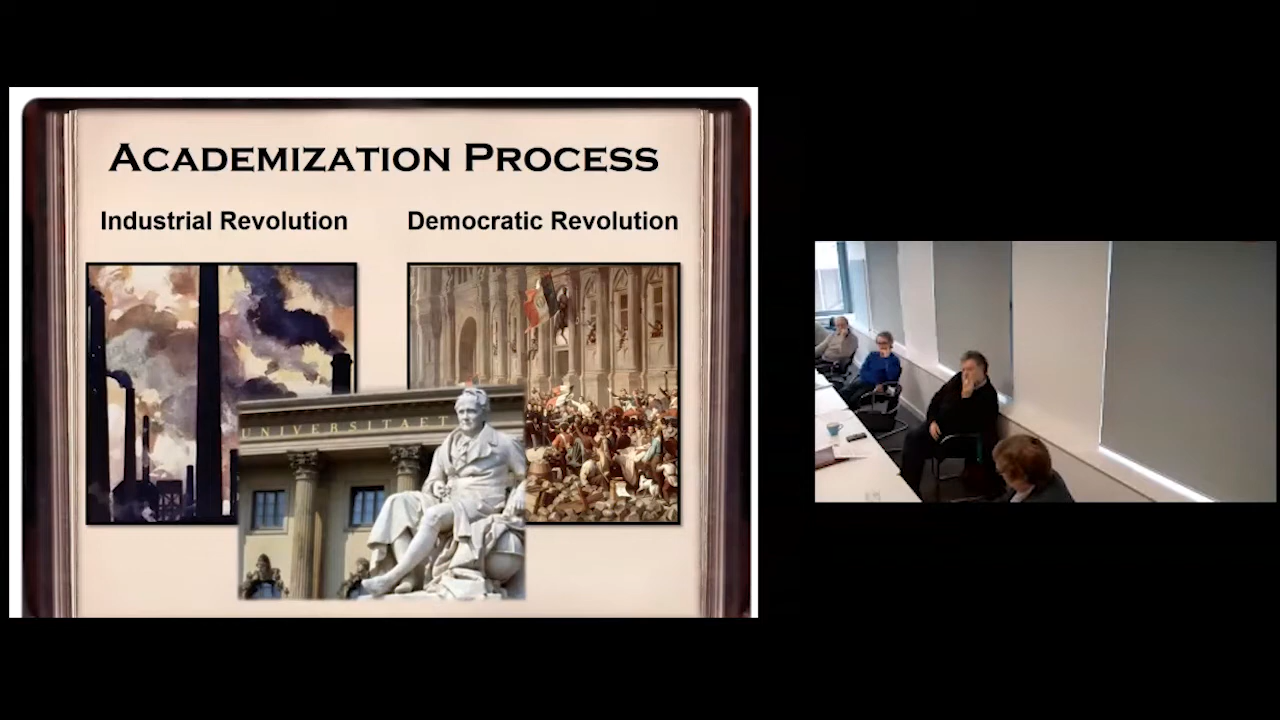 ACADEMIZATION PROCESS
Industrial Revolution
Democratic Revolution
UNIVERSITAET